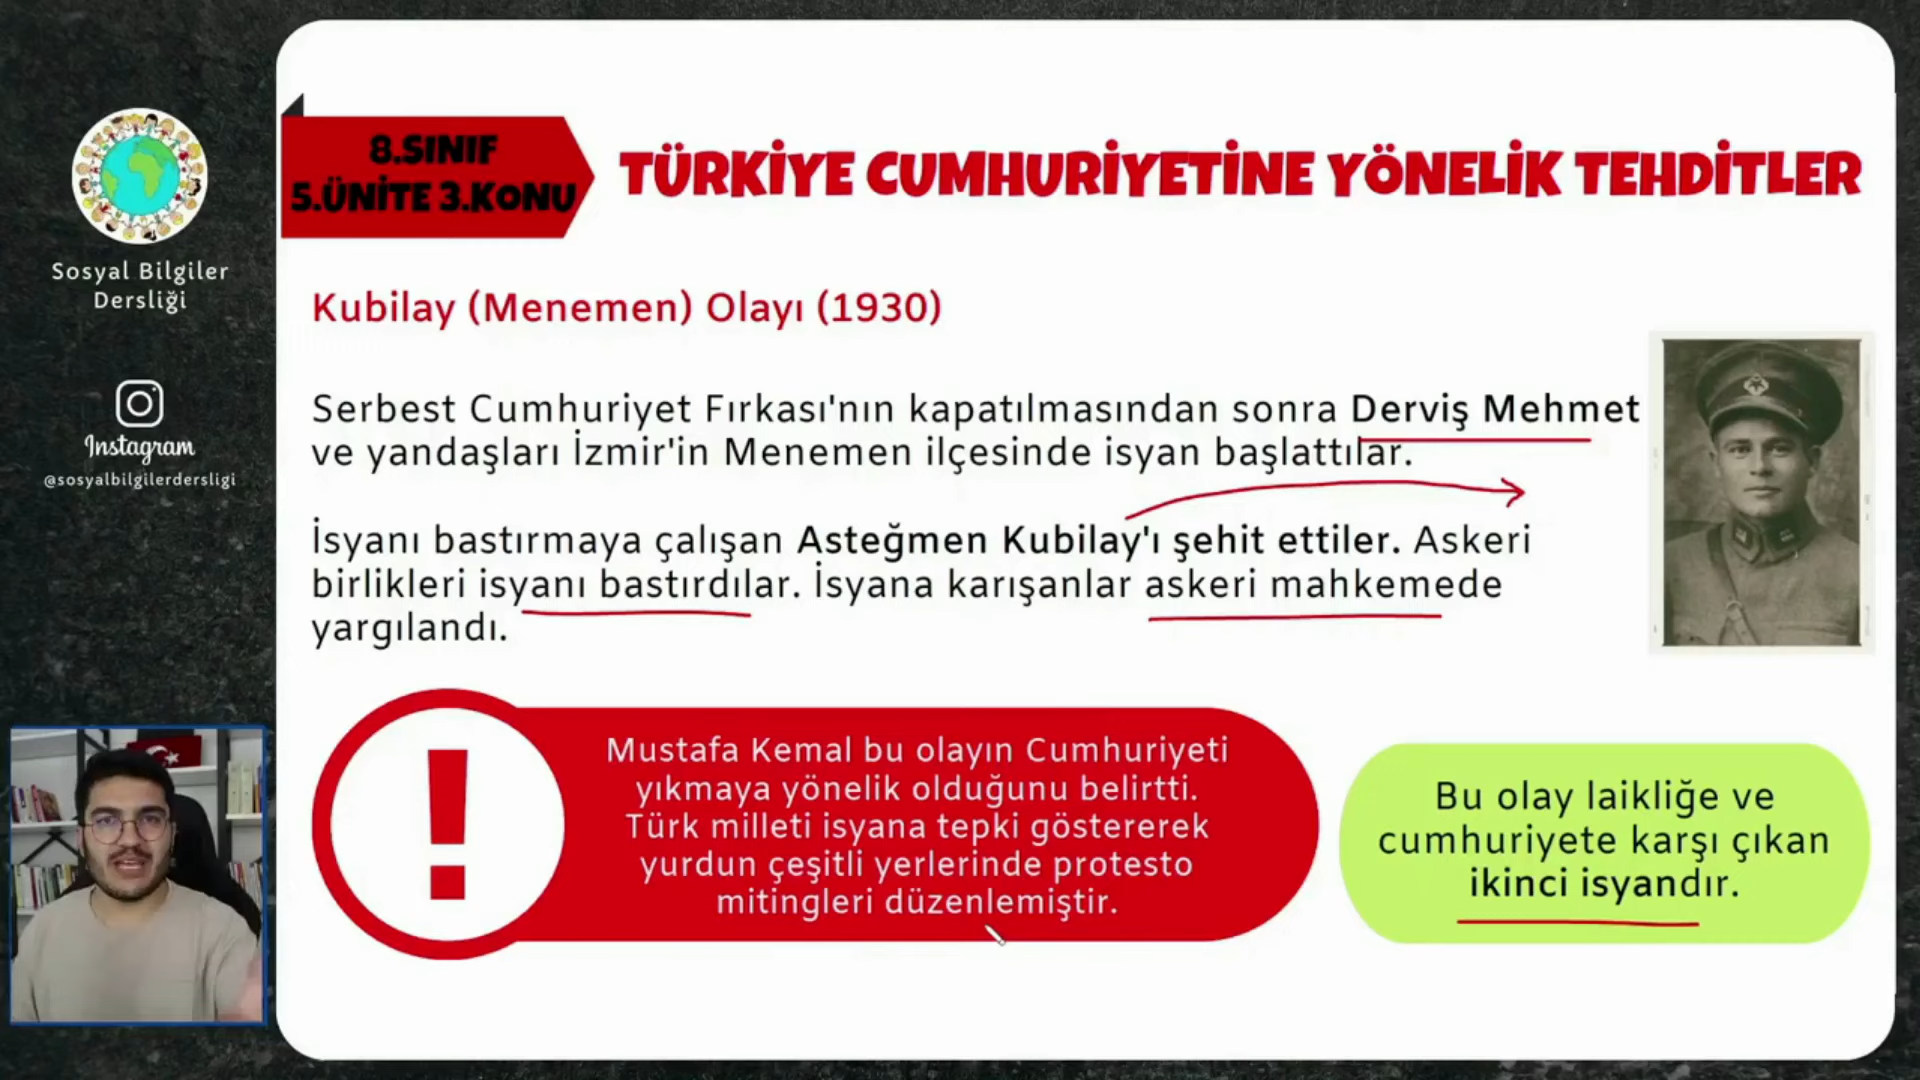 8.SINIF
5.ÜNİTE 3.KONU
TÜRKİYE CUMHURİYETİNE YÖNELİK TEHDİTLER
Sosyal Bilgiler
Dersliği
Instagram
@sosyalbilgilerdersligi
Kubilay (Menemen) Olayı (1930)
Serbest Cumhuriyet Fırkası'nın kapatılmasından sonra Derviş Mehmet
ve yandaşları İzmir'in Menemen ilçesinde isyan başlattılar.
İsyanı bastırmaya çalışan Asteğmen Kubilay'ı şehit ettiler. Askeri
birlikleri isyanı bastırdılar. İsyana karışanlar askeri mahkemede
yargılandı.
!
Mustafa Kemal bu olayın Cumhuriyeti
yıkmaya yönelik olduğunu belirtti.
Türk milleti isyana tepki göstererek
yurdun çeşitli yerlerinde protesto
mitingleri düzenlemiştir.
Bu olay laikliğe ve
cumhuriyete karşı çıkan
ikinci isyandır.